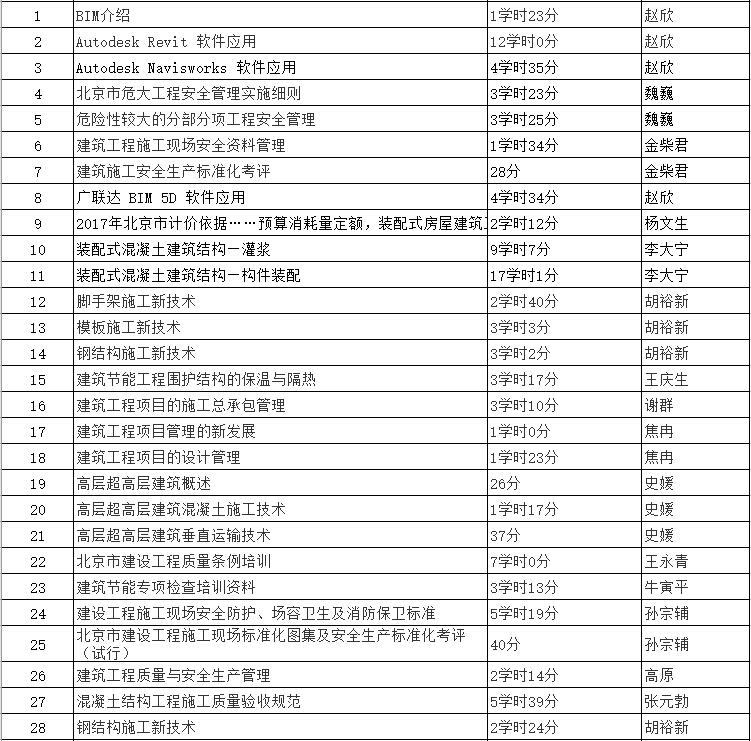 1 BIM介绍 1学时23分 赵欣
2 Autodesk Revit 软件应用 12学时0分 赵欣
3 Autodesk Navisworks 软件应用 4学时35分 赵欣
4 北京市危大工程安全管理实施细则 3学时23分 魏巍
5 危险性较大的分部分项工程安全管理 3学时25分 魏巍
6 建筑工程施工现场安全资料管理 1学时34分 金柴君
7 建筑施工安全生产标准化考评 28分 金柴君
8 广联达 BIM 5D 软件应用 4学时34分 赵欣
9 2017年北京市计价依据……预算消耗量定额，装配式房屋建筑 2学时12分 杨文生
10 装配式混凝土建筑结构—灌浆 9学时7分 李大宁
11 装配式混凝土建筑结构—构件装配 17学时1分 李大宁
12 脚手架施工新技术 2学时40分 胡裕新
13 模板施工新技术 3学时3分 胡裕新
14 钢结构施工新技术 3学时2分 胡裕新
15 建筑节能工程围护结构的保温与隔热 3学时17分 王庆生
16 建筑工程项目的施工总承包管理 3学时10分 谢群
17 建筑工程项目管理的新发展 1学时0分 焦冉
18 建筑工程项目的设计管理 1学时23分 焦冉
19 高层超高层建筑概述 26分 史媛
20 高层超高层建筑混凝土施工技术 1学时17分 史媛
21 高层超高层建筑垂直运输技术 37分 史媛
22 北京市建设工程质量条例培训 7学时0分 王永青
23 建筑节能专项检查培训资料 3学时13分 牛寅平
24 建设工程施工现场安全防护、场容卫生及消防保卫标准 5学时19分 孙宗辅
25 北京市建设工程施工现场标准化图集及安全生产标准化考评
（试行） 40分 孙宗辅
26 建筑工程质量与安全生产管理 2学时14分 高原
27 混凝土结构工程施工质量验收规范 5学时39分 张元勃
28 钢结构施工新技术 2学时24分 胡裕新